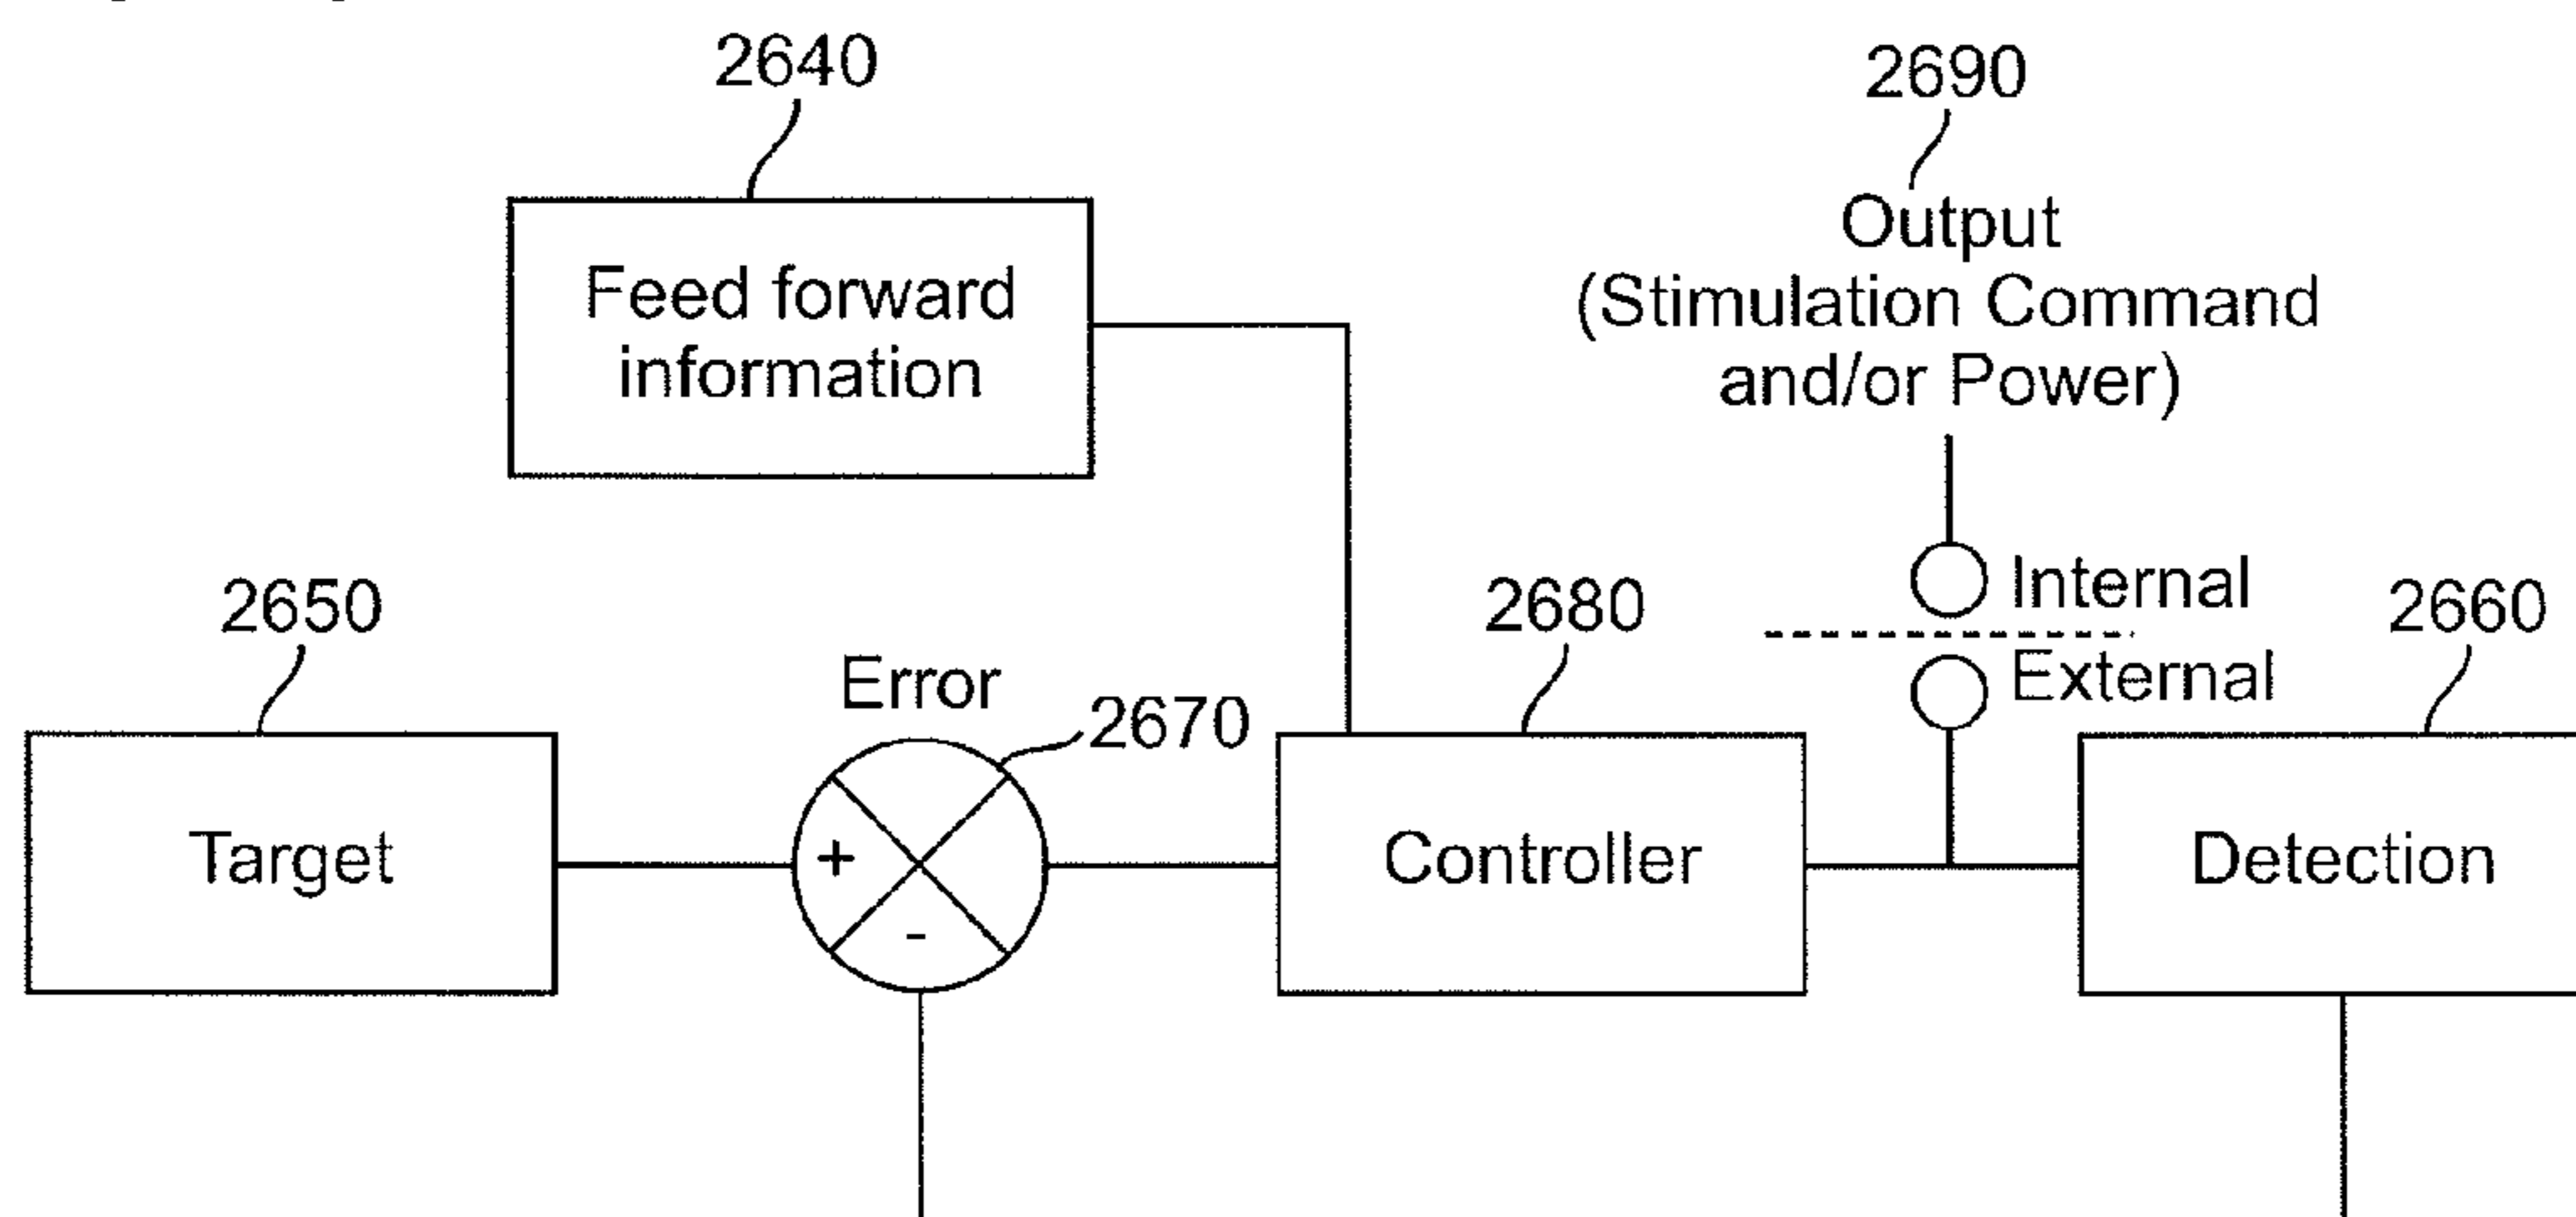 2640
Feed forward
information
2690
Output
(Stimulation Command
and/or Power)
Internal
External
2650
Target
Error
2670
+
-
2680
Controller
2660
Detection